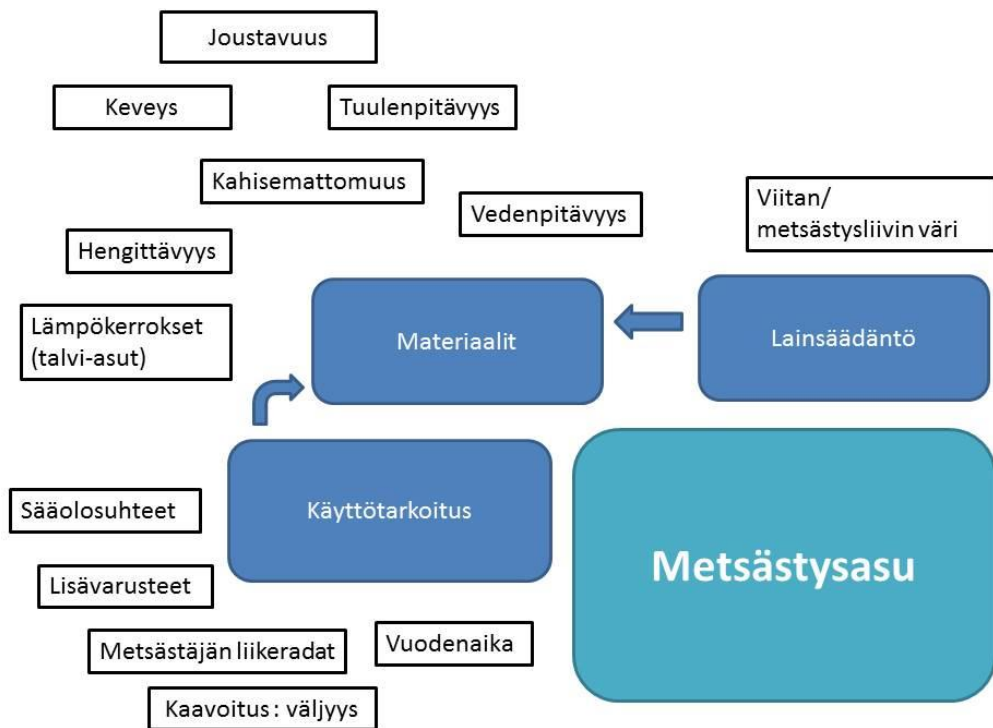 Joustavuus
Keveys
Tuulenpitävyys
Kahisemattomuus
Vedenpitävyys
Viitan/
metsästysliivin väri
Hengittävyys
Lämpökerrokset
(talvi-asut)
Materiaalit
Lainsäädäntö
Sääolosuhteet
Käyttötarkoitus
Metsästysasu
Lisävarusteet
Metsästäjän liikeradat
Vuodenaika
Kaavoitus : väljyys